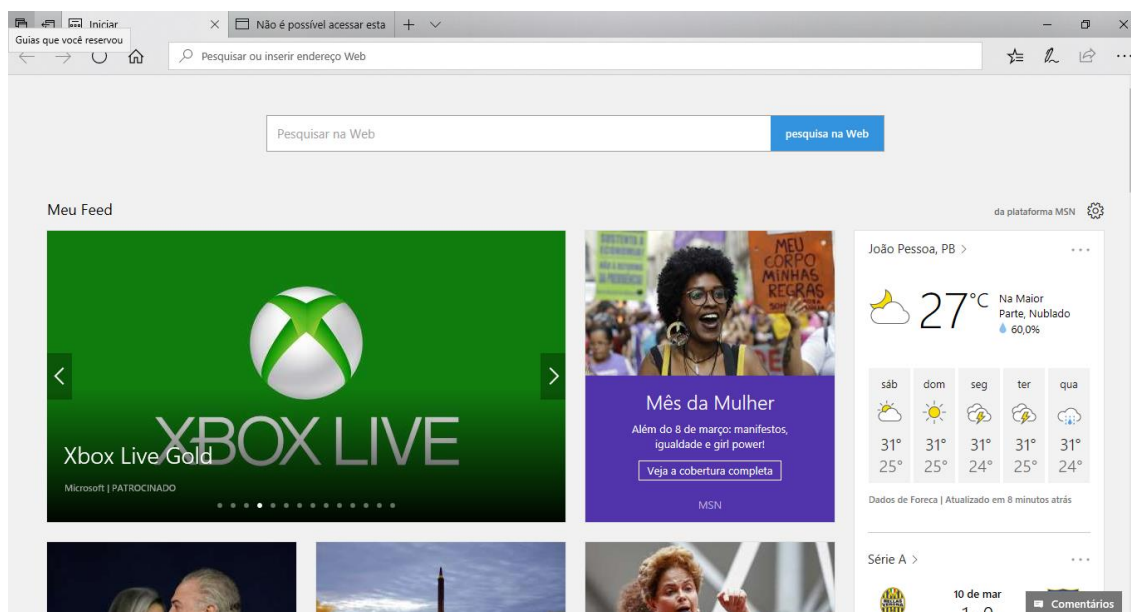 Iniciar
Não é possível acessar esta
Guias que você reservou
Pesquisar ou inserir endereço Web
Pesquisar na Web
pesquisa na Web
Meu Feed
da plataforma MSN
XBOX LIVE
Xbox Live Gold
Microsoft | PATROCINADO
MEU
CORPO
MINHAS
REGRAS
Mês da Mulher
Além do 8 de março: manifestos,
igualdade e girl power!
Veja a cobertura completa
MSN
João Pessoa, PB >
27°C
Na Maior
Parte, Nublado
60,0%
sáb dom seg ter qua
31° 31° 31° 31° 31°
25° 25° 24° 25° 24°
Dados de Foreca | Atualizado em 8 minutos atrás
Série A >
10 de mar
Comentários